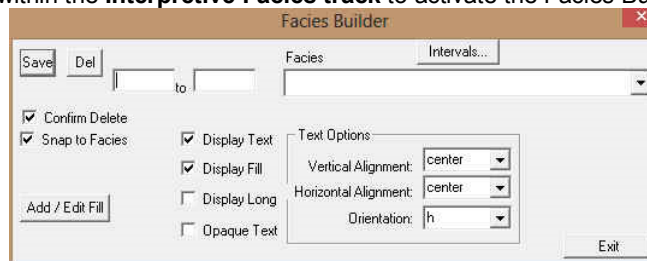 within the Interpretive Facies track to activate the Facies Bu
Facies Builder
Save Del to Facies Intervals...
Confirm Delete
Snap to Facies
Display Text
Display Fill
Display Long
Opaque Text
Text Options
Vertical Alignment: center
Horizontal Alignment: center
Orientation: h
Add / Edit Fill
Exit